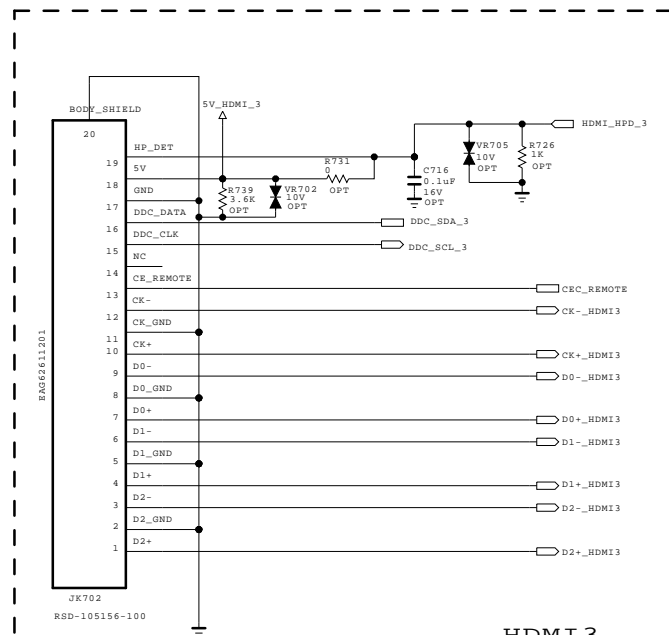 BODY_SHIELD
20
5V_HDMI_3
HDMI_HPD_3
19
HP_DET
18
5V
17
GND
16
DDC_DATA
15
DDC_CLK
14
NC
13
CE_REMOTE
12
CK-
11
CK_GND
10
CK+
9
D0-
8
D0_GND
7
D0+
6
D1-
5
D1_GND
4
D1+
3
D2-
2
D2_GND
1
D2+
R731
0
OPT
R739
3.6K
OPT
VR702
10V
OPT
C716
0.1uF
16V
OPT
VR705
10V
OPT
R726
1K
OPT
DDC_SDA_3
DDC_SCL_3
CEC_REMOTE
CK-_HDMI3
CK+_HDMI3
D0-_HDMI3
D0+_HDMI3
D1-_HDMI3
D1+_HDMI3
D2-_HDMI3
D2+_HDMI3
EAG62611201
JK702
RSD-105156-100
HDMI3